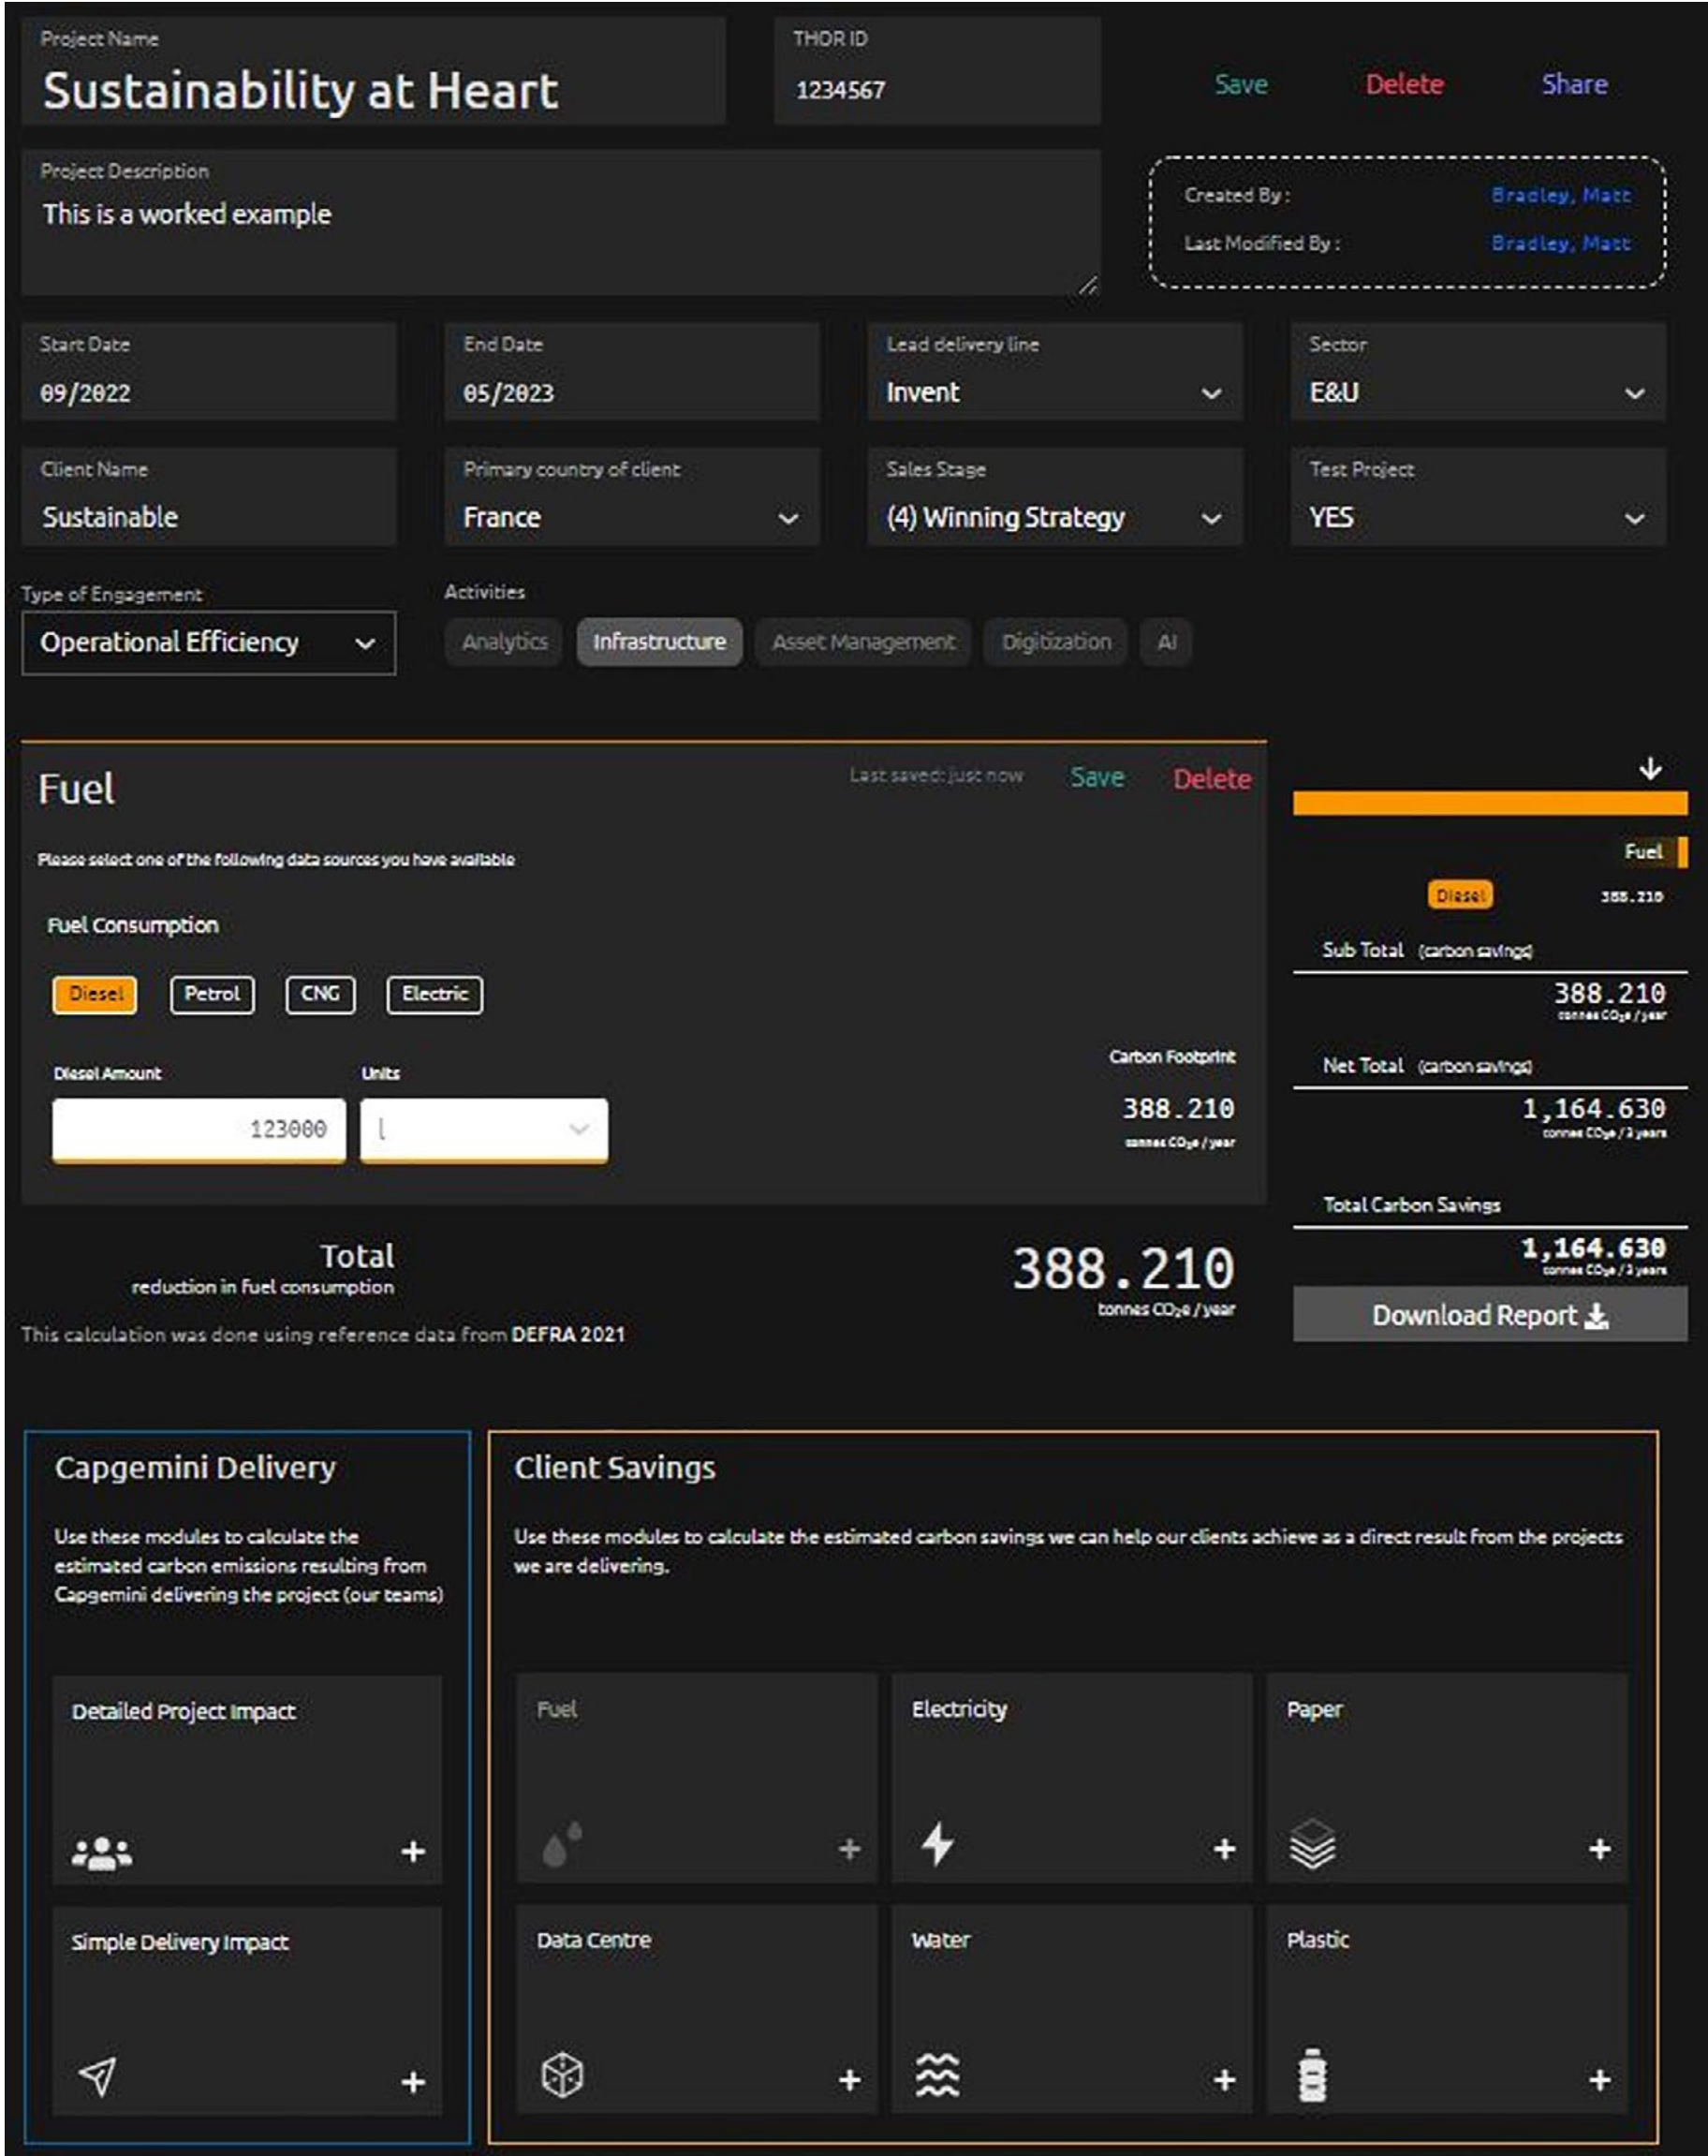 Project Name
Sustainability at Heart
THOR ID
1234567
Save
Delete
Share
Project Description
This is a worked example
Created By :
Bradley, Matt
Last Modified By :
Bradley, Matt
Start Date
09/2022
End Date
05/2023
Lead delivery line
Invent
Sector
E&U
Client Name
Sustainable
Primary country of client
France
Sales Stage
(4) Winning Strategy
Test Project
YES
Type of Engagement
Operational Efficiency
Activities
Analytics
Infrastructure
Asset Management
Digitization
AI
Fuel
Last saved: just now
Save
Delete
Please select one of the following data sources you have available
Fuel Consumption
Diesel
Petrol
CNG
Electric
Diesel Amount
Units
123000
l
Carbon Footprint
388.210
tonnes CO₂e / year
Total
reduction in fuel consumption
388.210
tonnes CO₂e / year
This calculation was done using reference data from DEFRA 2021
Fuel
Diesel
388.210
Sub Total (carbon savings)
388.210
tonnes CO₂e / year
Net Total (carbon savings)
1,164.630
tonnes CO₂e / 3 years
Total Carbon Savings
1,164.630
tonnes CO₂e / 3 years
Download Report
Capgemini Delivery
Use these modules to calculate the
estimated carbon emissions resulting from
Capgemini delivering the project (our teams)
Detailed Project Impact
+
Simple Delivery Impact
+
Client Savings
Use these modules to calculate the estimated carbon savings we can help our clients achieve as a direct result from the projects
we are delivering.
Fuel
+
Electricity
+
Paper
+
Data Centre
+
Water
+
Plastic
+